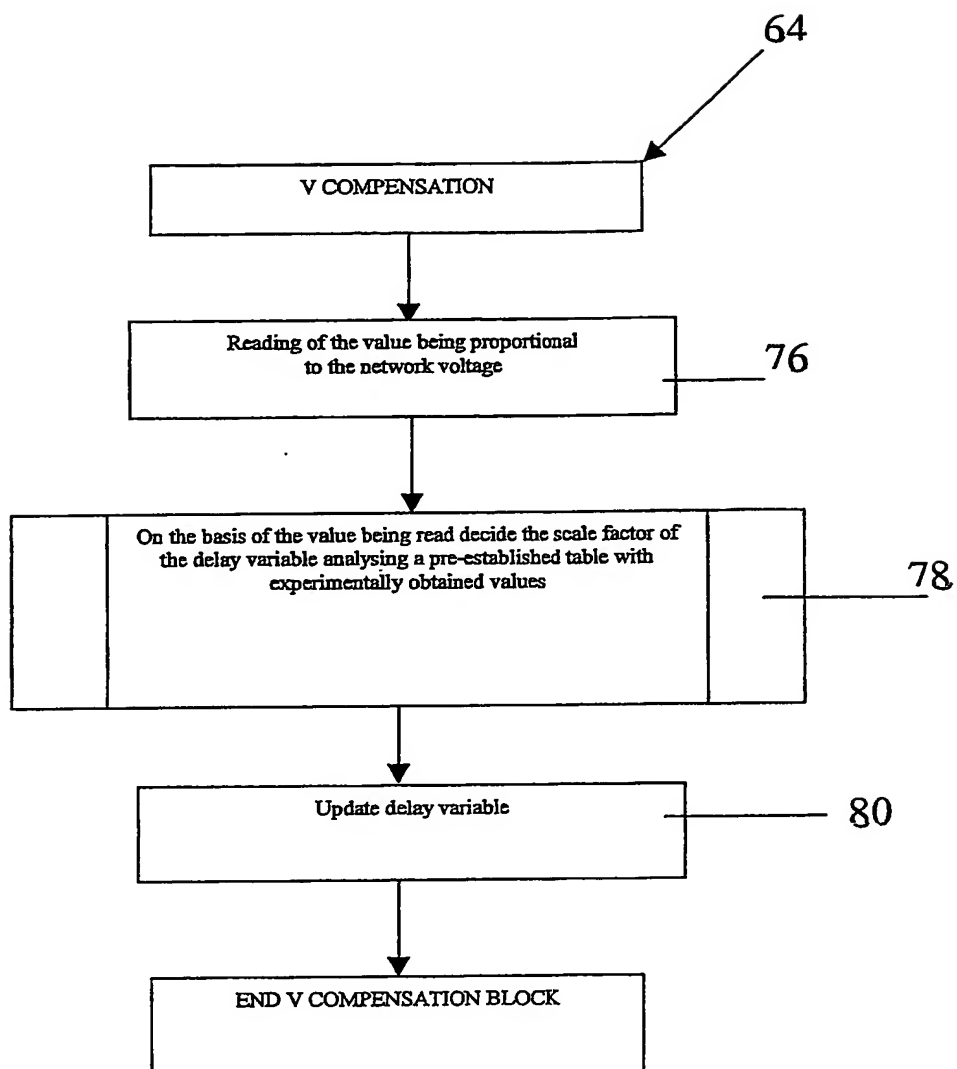 64
V COMPENSATION
Reading of the value being proportional
to the network voltage
76
On the basis of the value being read decide the scale factor of
the delay variable analysing a pre-established table with
experimentally obtained values
78
Update delay variable
80
END V COMPENSATION BLOCK